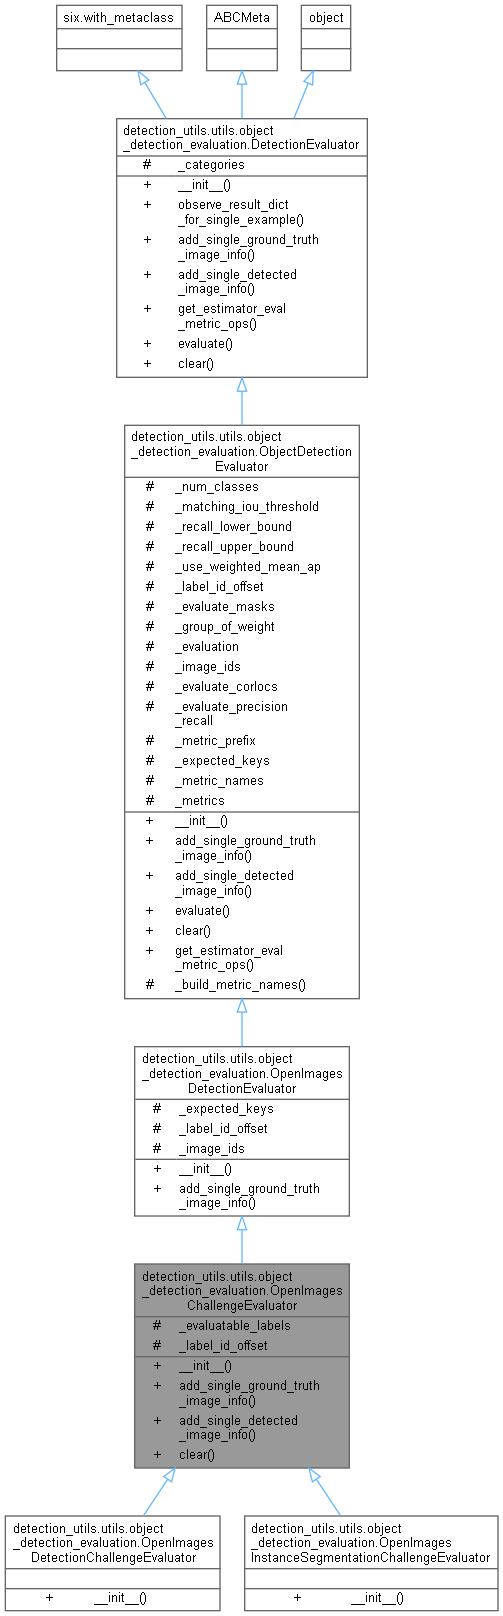 six.with_metaclass
ABCMeta
object
detection_utils.utils.object
_detection_evaluation.DetectionEvaluator
# _categories
+ __init__()
+ observe_result_dict
_for_single_example()
+ add_single_ground_truth
_image_info()
+ add_single_detected
_image_info()
+ get_estimator_eval
_metric_ops()
+ evaluate()
+ clear()
detection_utils.utils.object
_detection_evaluation.ObjectDetection
Evaluator
# _num_classes
# _matching_iou_threshold
# _recall_lower_bound
# _recall_upper_bound
# _use_weighted_mean_ap
# _label_id_offset
# _evaluate_masks
# _group_of_weight
# _evaluation
# _image_ids
# _evaluate_corlocs
# _evaluate_precision
_recall
# _metric_prefix
# _expected_keys
# _metric_names
# _metrics
+ __init__()
+ add_single_ground_truth
_image_info()
+ add_single_detected
_image_info()
+ evaluate()
+ clear()
+ get_estimator_eval
_metric_ops()
# _build_metric_names()
detection_utils.utils.object
_detection_evaluation.OpenImages
DetectionEvaluator
# _expected_keys
# _label_id_offset
# _image_ids
+ __init__()
+ add_single_ground_truth
_image_info()
detection_utils.utils.object
_detection_evaluation.OpenImages
ChallengeEvaluator
# _evaluatable_labels
# _label_id_offset
+ __init__()
+ add_single_ground_truth
_image_info()
+ add_single_detected
_image_info()
+ clear()
detection_utils.utils.object
_detection_evaluation.OpenImages
DetectionChallengeEvaluator
+ __init__()
detection_utils.utils.object
_detection_evaluation.OpenImages
InstanceSegmentationChallengeEvaluator
+ __init__()